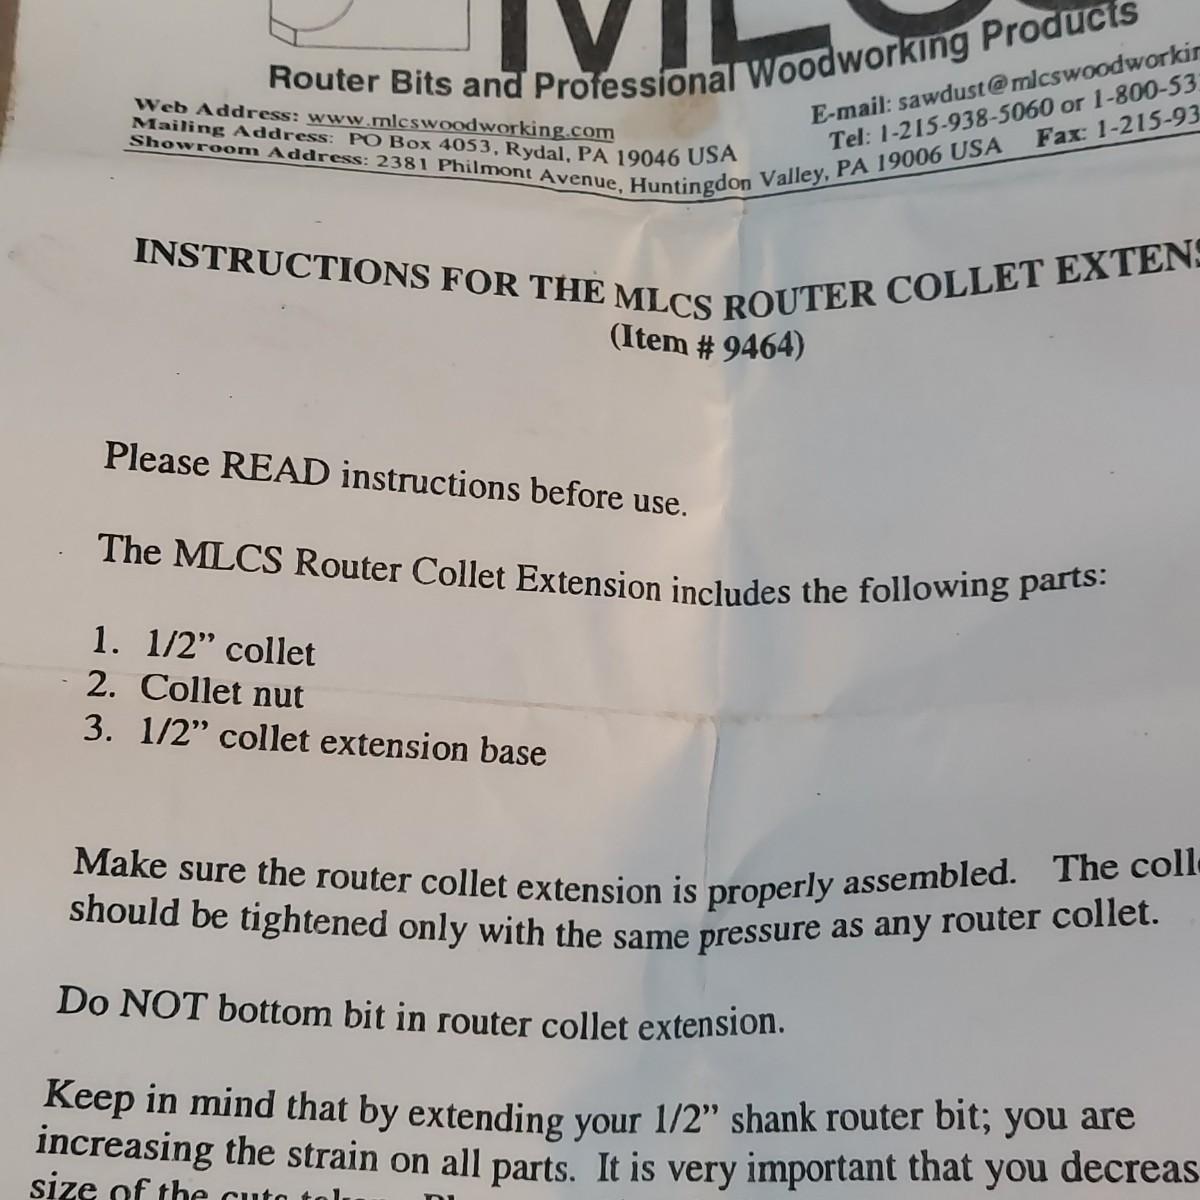 Router Bits and Professional Woodworking Products
Web Address: www.mlcswoodworking.com
E-mail: sawdust@mlcswoodworkin
Mailing Address: PO Box 4053, Rydal, PA 19046 USA
Tel: 1-215-938-5060 or 1-800-53
Showroom Address: 2381 Philmont Avenue, Huntingdon Valley, PA 19006 USA
Fax: 1-215-93
INSTRUCTIONS FOR THE MLCS ROUTER COLLET EXTENS
(Item # 9464)
Please READ instructions before use.
The MLCS Router Collet Extension includes the following parts:
1. 1/2” collet
2. Collet nut
3. 1/2” collet extension base
Make sure the router collet extension is properly assembled. The colle
should be tightened only with the same pressure as any router collet.
Do NOT bottom bit in router collet extension.
Keep in mind that by extending your 1/2” shank router bit; you are
increasing the strain on all parts. It is very important that you decreas
size of the cuts